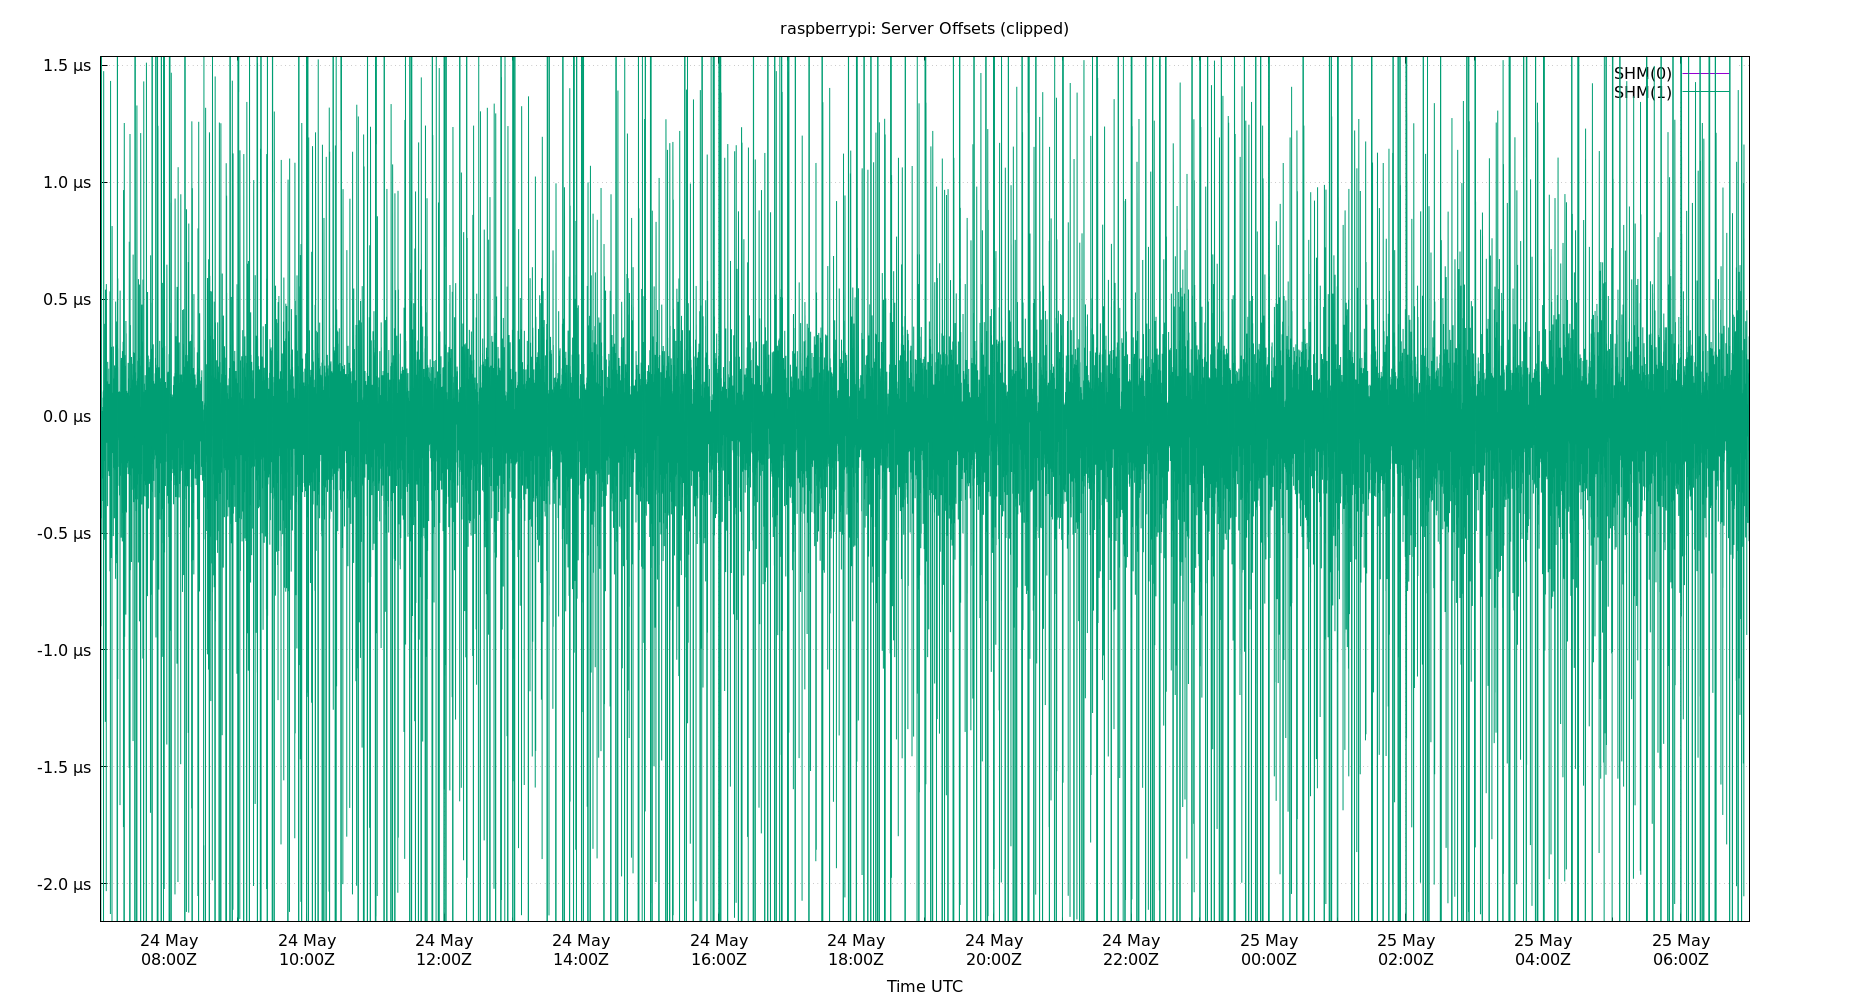 raspberrypi: Server Offsets (clipped)
1.5 µs
1.0 µs
0.5 µs
0.0 µs
-0.5 µs
-1.0 µs
-1.5 µs
-2.0 µs
SHM(0)
SHM(1)
24 May 24 May 24 May 24 May 24 May 24 May 24 May 24 May 25 May 25 May 25 May 25 May
08:00Z 10:00Z 12:00Z 14:00Z 16:00Z 18:00Z 20:00Z 22:00Z 00:00Z 02:00Z 04:00Z 06:00Z
Time UTC